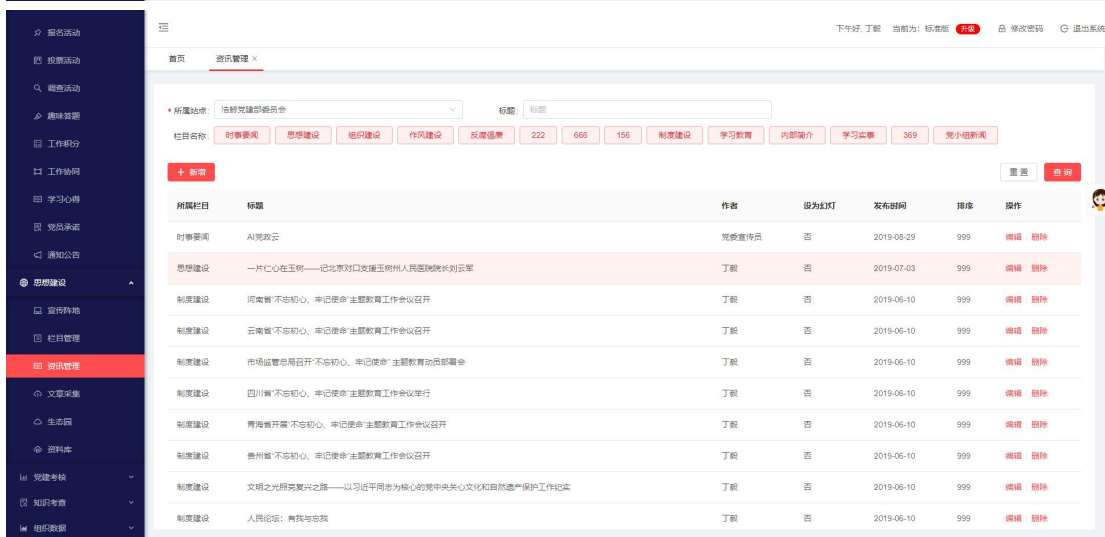 报名活动
投票活动
调查活动
趣味答题
工作积分
工作协同
学习心得
党员承诺
通知公告
思想建设
宣传阵地
栏目管理
资讯管理
文章采集
生态园
资料库
党建考核
知识考查
组织数据
下午好, 丁毅 当前为: 标准版 升级 修改密码 退出系统
首页 资讯管理 ×
* 所属站点: 浩鲸党建部委员会 标题: 标题
栏目名称: 时事要闻 思想建设 组织建设 作风建设 反腐倡廉 222 666 156 制度建设 学习教育 内部简介 学习实事 369 党小组新闻
+ 新增 重置 查询
所属栏目 标题 作者 设为幻灯 发布时间 排序 操作
时事要闻 AI党政云 党委宣传员 否 2019-08-29 999 编辑 删除
思想建设 一片仁心在玉树——记北京对口支援玉树州人民医院院长刘云军 丁毅 否 2019-07-03 999 编辑 删除
制度建设 河南省“不忘初心、牢记使命”主题教育工作会议召开 丁毅 否 2019-06-10 999 编辑 删除
制度建设 云南省“不忘初心、牢记使命”主题教育工作会议召开 丁毅 否 2019-06-10 999 编辑 删除
制度建设 市场监管总局召开“不忘初心、牢记使命” 主题教育动员部署会 丁毅 否 2019-06-10 999 编辑 删除
制度建设 四川省“不忘初心、牢记使命”主题教育工作会议举行 丁毅 否 2019-06-10 999 编辑 删除
制度建设 青海省开展“不忘初心、牢记使命”主题教育工作会议召开 丁毅 否 2019-06-10 999 编辑 删除
制度建设 贵州省“不忘初心、牢记使命”主题教育工作会议召开 丁毅 否 2019-06-10 999 编辑 删除
制度建设 文明之光照亮复兴之路——以习近平同志为核心的党中央关心文化和自然遗产保护工作纪实 丁毅 否 2019-06-10 999 编辑 删除
制度建设 人民论坛：有我与忘我 丁毅 否 2019-06-10 999 编辑 删除